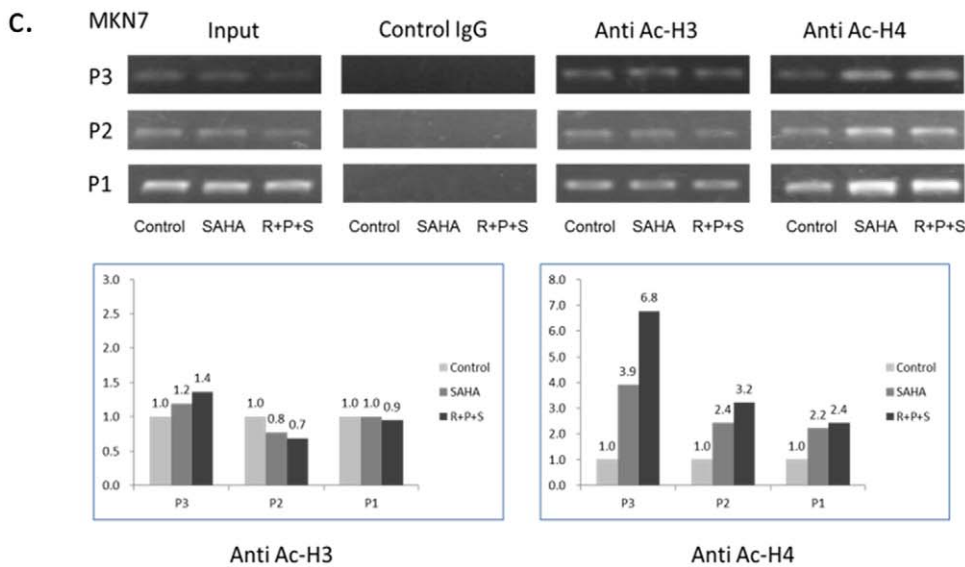 c.
MKN7
Input Control IgG Anti Ac-H3 Anti Ac-H4
P3
P2
P1
Control SAHA R+P+S Control SAHA R+P+S Control SAHA R+P+S Control SAHA R+P+S
3.0
2.5
2.0
1.5
1.0
0.5
0.0
1.0 1.2 1.4
1.0 0.8 0.7
1.0 1.0 0.9
P3 P2 P1
Control
SAHA
R+P+S
Anti Ac-H3
8.0
7.0
6.0
5.0
4.0
3.0
2.0
1.0
0.0
1.0 3.9 6.8
1.0 2.4 3.2
1.0 2.2 2.4
P3 P2 P1
Control
SAHA
R+P+S
Anti Ac-H4